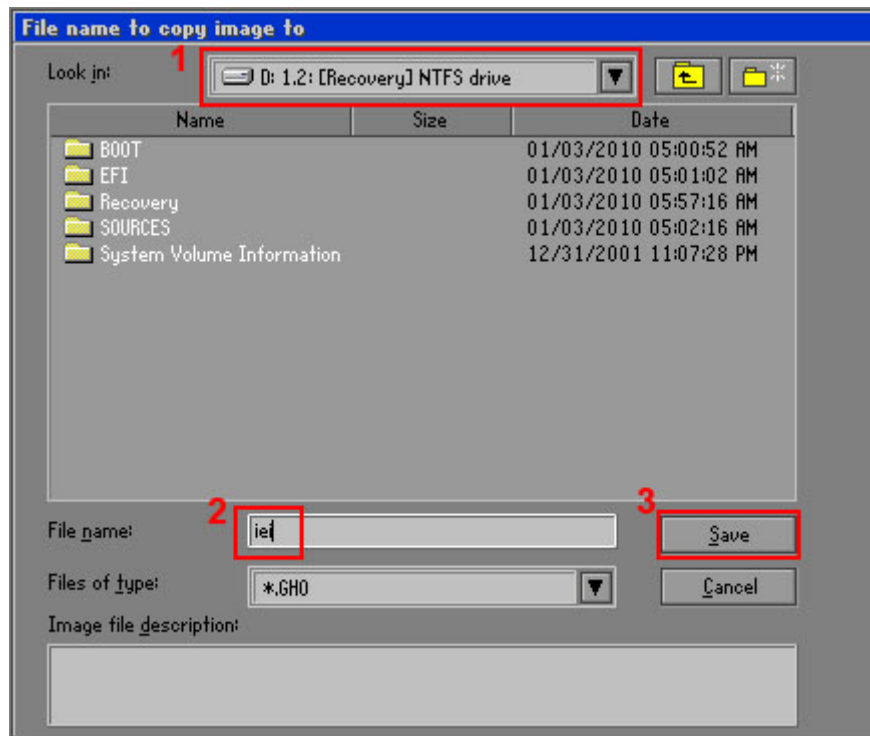 File name to copy image to
Look in: 1 D: 1.2: [Recovery] NTFS drive
Name Size Date
BOOT 01/03/2010 05:00:52 AM
EFI 01/03/2010 05:01:02 AM
Recovery 01/03/2010 05:57:16 AM
SOURCES 01/03/2010 05:02:16 AM
System Volume Information 12/31/2001 11:07:28 PM
File name: 2 iei 3 Save
Files of type: *.GHO Cancel
Image file description: